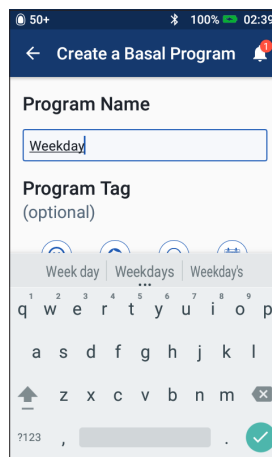 50+ 100% 02:39
Create a Basal Program 1
Program Name
Weekday
Program Tag
(optional)
Week day Weekdays Weekday's
1 2 3 4 5 6 7 8 9
q w e r t y u i o p
a s d f g h j k l
z x c v b n m
?123 , .